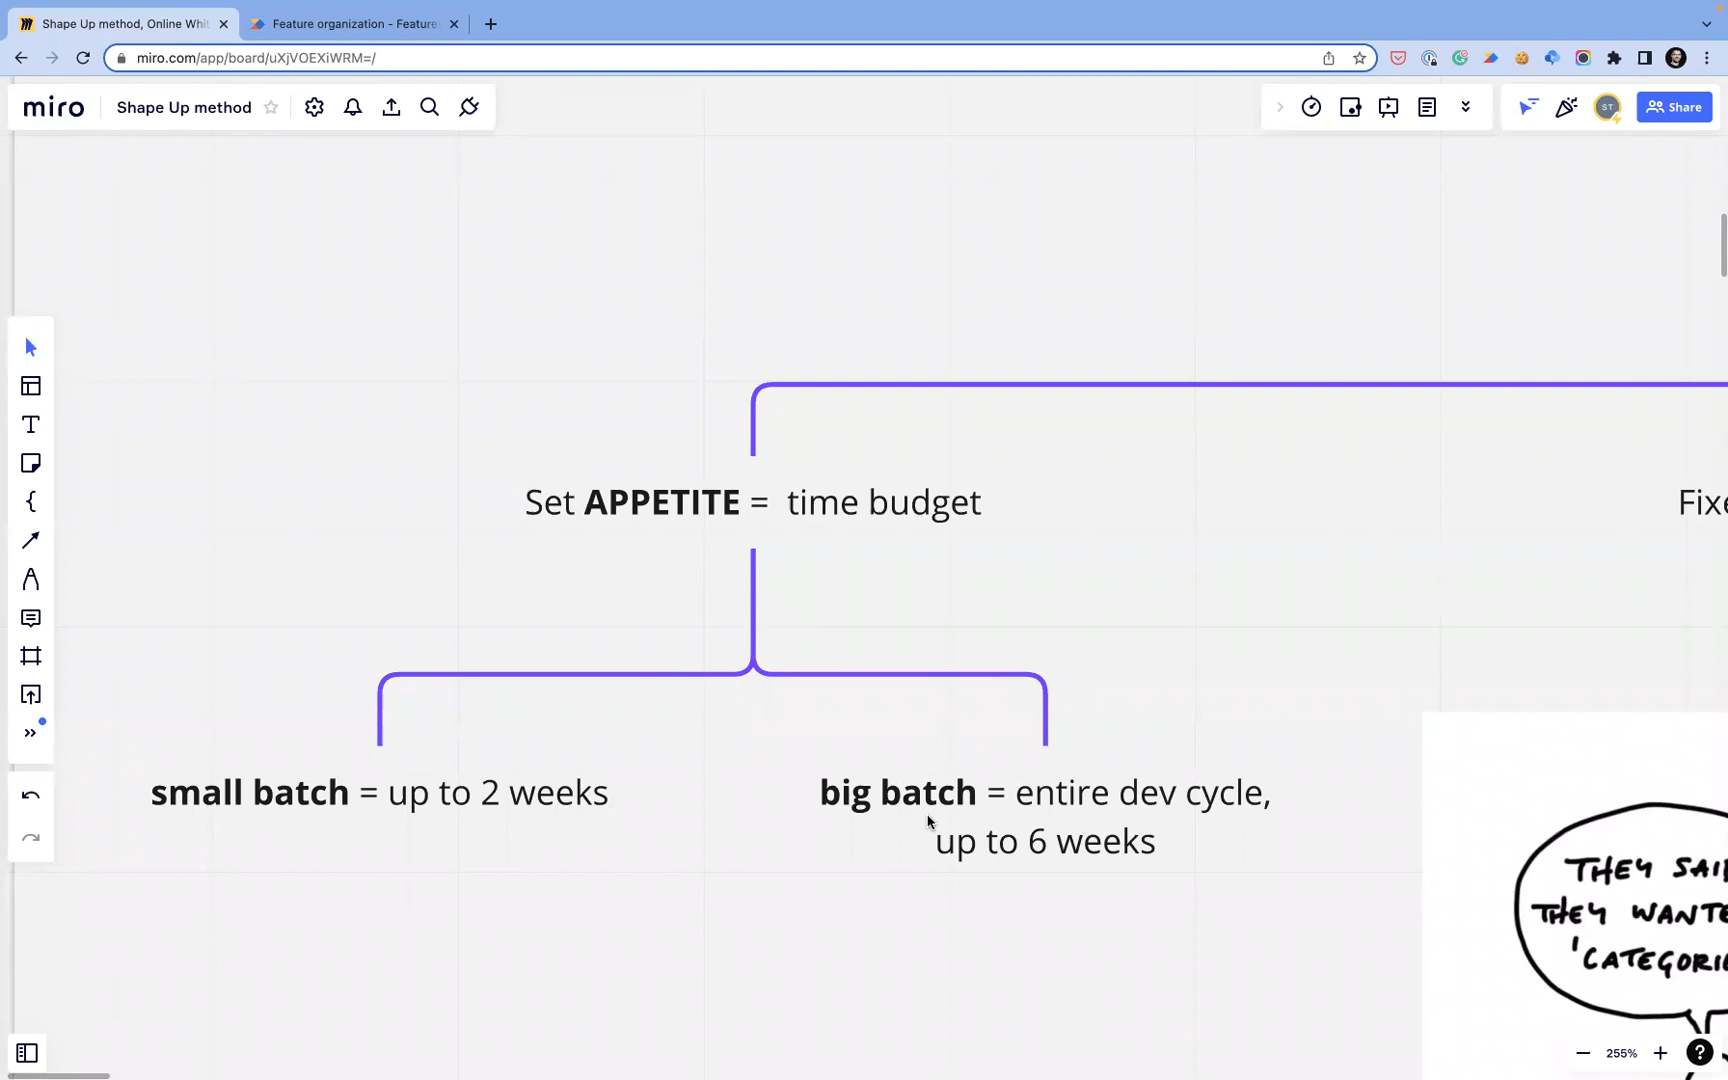 Shape Up method, Online Whi
Feature organization - Feature
miro.com/app/board/uXjVOEXiWRM=/
miro
Shape Up method
ST
Share
Set APPETITE = time budget
Fixe
small batch = up to 2 weeks
big batch = entire dev cycle,
up to 6 weeks
THEY SAI
THEY WANTE
'CATEGORI
255%